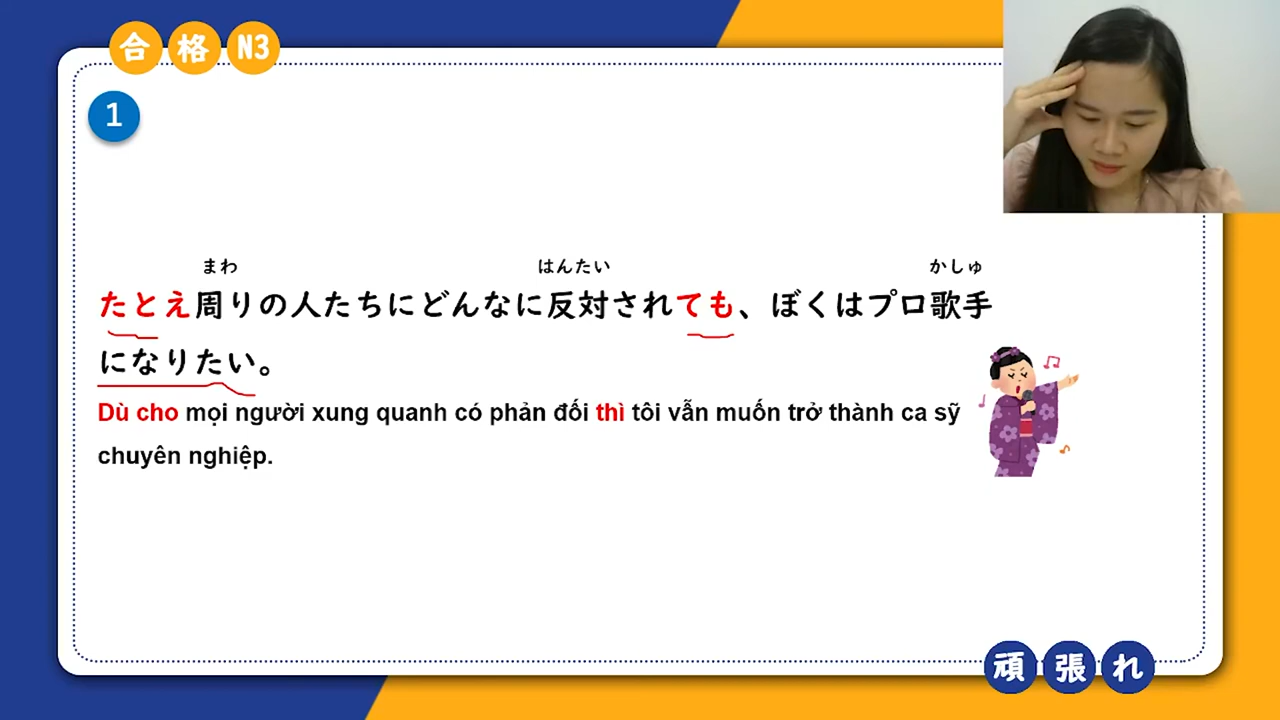 合格N3
1
まわ はんたい かしゅ
たとえ周りの人たちにどんなに反対されても、ぼくはプロ歌手
になりたい。
Dù cho mọi người xung quanh có phản đối thì tôi vẫn muốn trở thành ca sỹ
chuyên nghiệp.
頑張れ